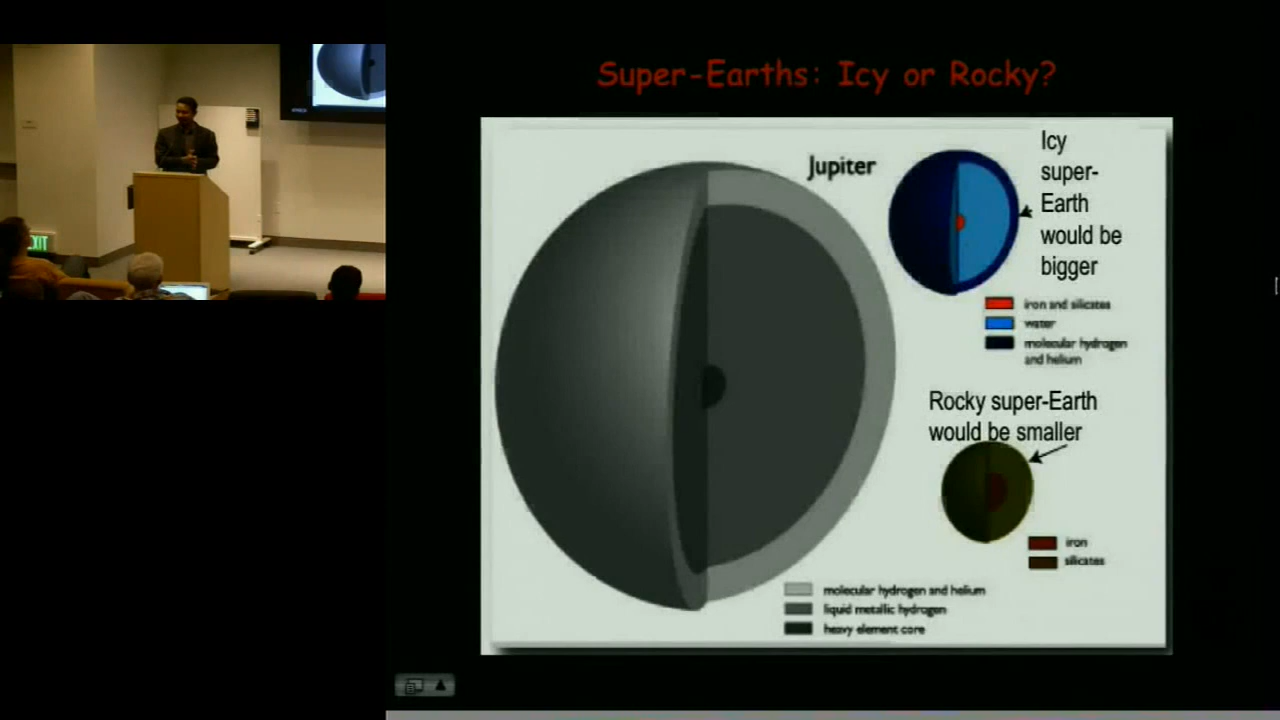 Super-Earths: Icy or Rocky?
Jupiter
Icy
super-
Earth
would be
bigger
iron and silicates
water
molecular hydrogen
and helium
Rocky super-Earth
would be smaller
iron
silicates
molecular hydrogen and helium
liquid metallic hydrogen
heavy element core
EXIT